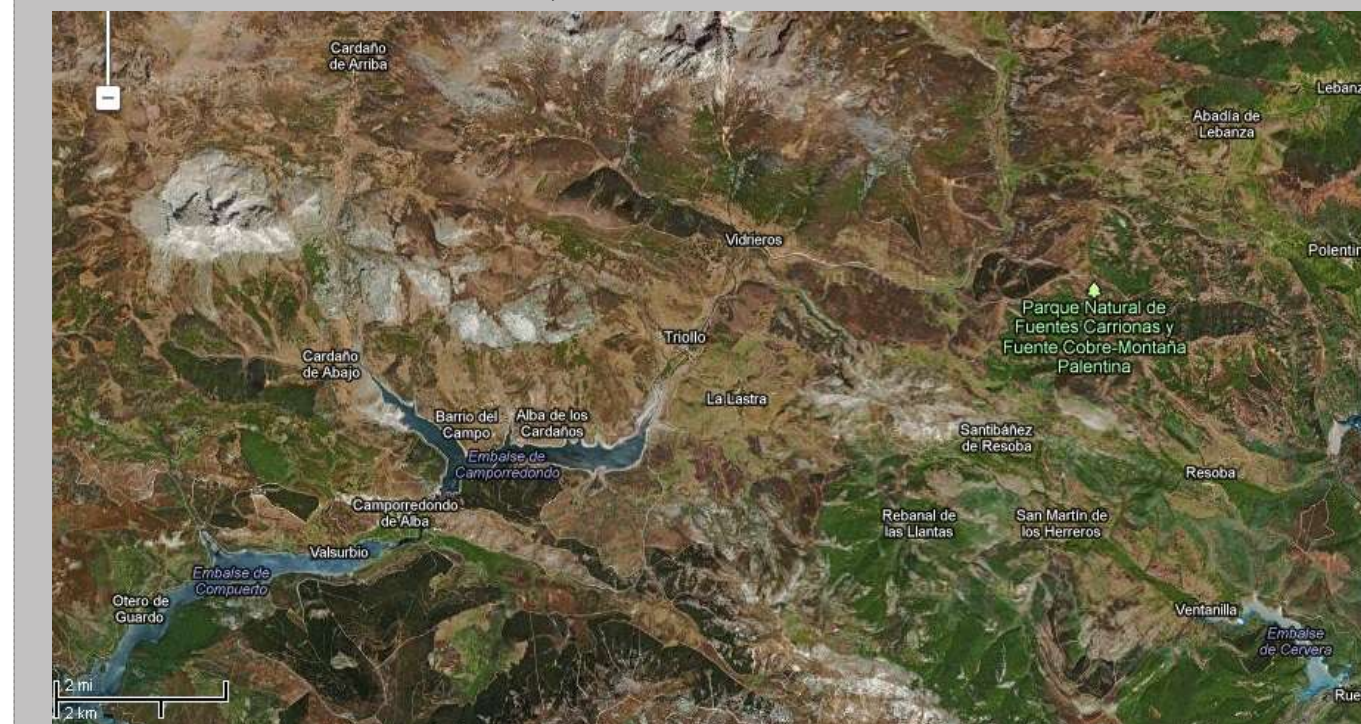 Cardaño
de Arriba
Abadía de
Lebanza
Vidrieros
Parque Natural de
Fuentes Carrionas y
Fuente Cobre-Montaña
Palentina
Triollo
Cardaño
de Abajo
La Lastra
Barrio del
Campo
Alba de los
Cardaños
Embalse de
Camporredondo
Santibáñez
de Resoba
Resoba
Camporredondo
de Alba
Rebanal de
las Llantas
San Martín de
los Herreros
Valsurbio
Embalse de
Compuerto
Otero de
Guardo
Ventanilla
Embalse
de Cervera
2 mi
2 km